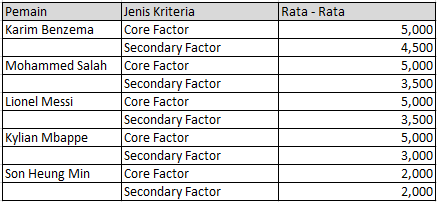 Pemain Jenis Kriteria Rata - Rata
Karim Benzema Core Factor 5,000
Secondary Factor 4,500
Mohammed Salah Core Factor 5,000
Secondary Factor 3,500
Lionel Messi Core Factor 5,000
Secondary Factor 3,500
Kylian Mbappe Core Factor 5,000
Secondary Factor 3,000
Son Heung Min Core Factor 2,000
Secondary Factor 2,000